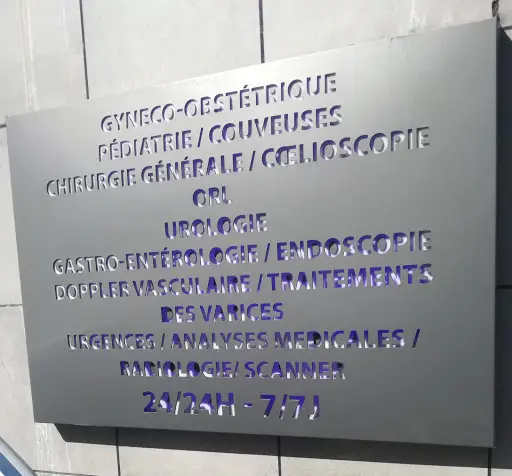 GYNECO-OBSTÉTRIQUE
PÉDIATRIE / COUVEUSES
CHIRURGIE GÉNÉRALE / CŒLIOSCOPIE
ORL
UROLOGIE
GASTRO-ENTÉROLOGIE / ENDOSCOPIE
DOPPLER VASCULAIRE / TRAITEMENTS
DES VARICES
URGENCES / ANALYSES MEDICALES /
RADIOLOGIE/ SCANNER
24/24H - 7/7J